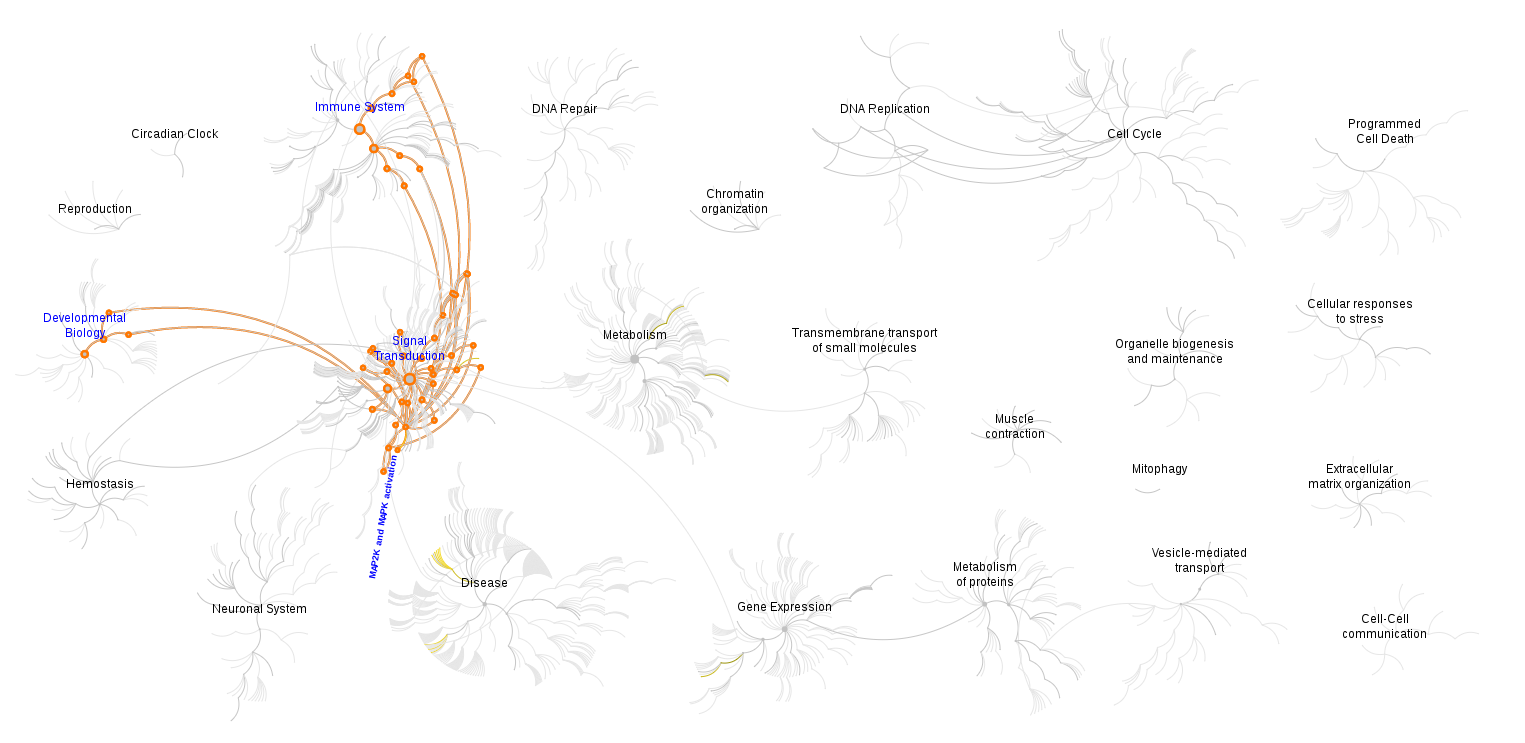 Immune System
DNA Repair
DNA Replication
Cell Cycle
Programmed
Cell Death
Circadian Clock
Reproduction
Chromatin
organization
Developmental
Biology
Signal
Transduction
Metabolism
Transmembrane transport
of small molecules
Organelle biogenesis
and maintenance
Cellular responses
to stress
Muscle
contraction
Hemostasis
MAP2K and MAPK activation
Mitophagy
Extracellular
matrix organization
Neuronal System
Disease
Gene Expression
Metabolism
of proteins
Vesicle-mediated
transport
Cell-Cell
communication